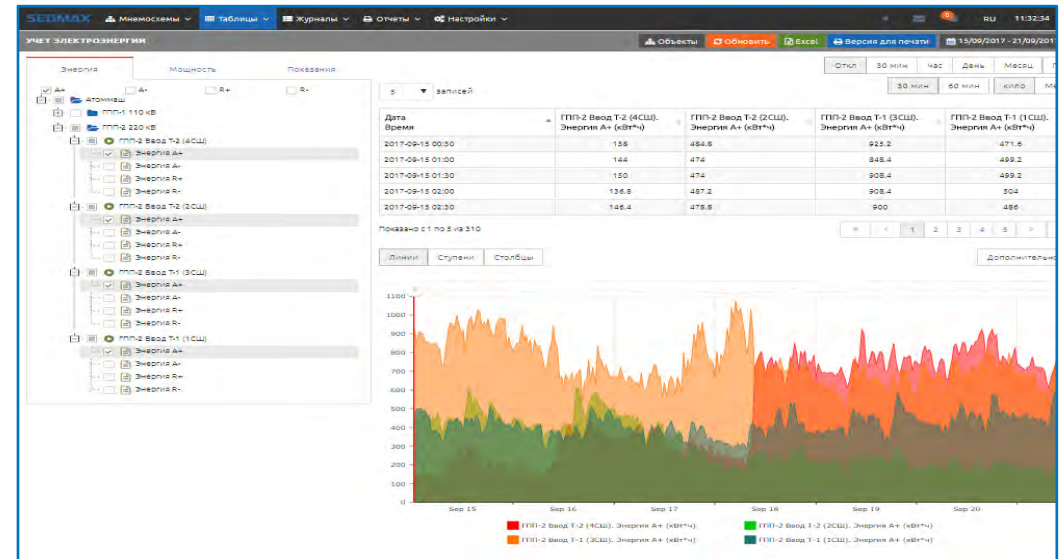 SEDMAX Мнемосхемы Таблицы Журналы Отчеты Настройки RU 11:32:34
УЧЕТ ЭЛЕКТРОЭНЕРГИИ Объекты Обновить Excel Версия для печати 15/09/2017 - 21/09/201
Энергия Мощность Показания
Откл 30 мин Час День Месяц
A+ A- R+ R-
5 записей
30 мин 60 мин кило
Атоммаш
ГПП-1 110 кВ
ГПП-2 220 кВ
ГПП-2 Ввод Т-2 (4СШ)
Энергия A+
Энергия A-
Энергия R+
Энергия R-
ГПП-2 Ввод Т-2 (2СШ)
Энергия A+
Энергия A-
Энергия R+
Энергия R-
ГПП-2 Ввод Т-1 (3СШ)
Энергия A+
Энергия A-
Энергия R+
Энергия R-
ГПП-2 Ввод Т-1 (1СШ)
Энергия A+
Энергия A-
Энергия R+
Энергия R-
Дата ГПП-2 Ввод Т-2 (4СШ). ГПП-2 Ввод Т-2 (2СШ). ГПП-2 Ввод Т-1 (3СШ). ГПП-2 Ввод Т-1 (1СШ).
Время Энергия A+ (кВт*ч) Энергия A+ (кВт*ч) Энергия A+ (кВт*ч) Энергия A+ (кВт*ч)
2017-09-15 00:30 138 484.8 925.2 471.6
2017-09-15 01:00 144 474 848.4 499.2
2017-09-15 01:30 150 474 908.4 499.2
2017-09-15 02:00 136.8 487.2 908.4 504
2017-09-15 02:30 146.4 478.8 900 486
Показано с 1 по 5 из 310
« ‹ 1 2 3 4 5 >
Линии Ступени Столбцы
Дополнительно
1100
1000
900
800
700
600
500
400
300
200
100
0
Sep 15 Sep 16 Sep 17 Sep 18 Sep 19 Sep 20
ГПП-2 Ввод Т-2 (4СШ). Энергия A+ (кВт*ч) ГПП-2 Ввод Т-2 (2СШ). Энергия A+ (кВт*ч)
ГПП-2 Ввод Т-1 (3СШ). Энергия A+ (кВт*ч) ГПП-2 Ввод Т-1 (1СШ). Энергия A+ (кВт*ч)